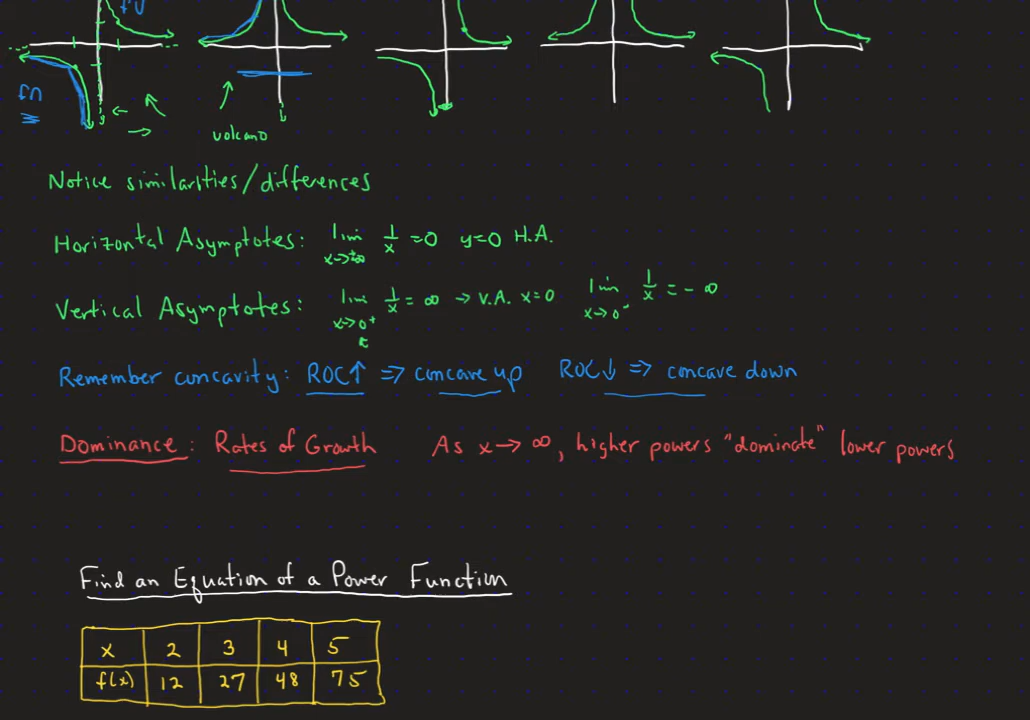 fU
fn
volcano
Notice similarities/differences
Horizontal Asymptotes: lim x→±∞ 1/x = 0 y=0 H.A.
Vertical Asymptotes: lim x→0⁺ 1/x = ∞ → V.A. x=0 lim x→0⁻ 1/x = -∞
Remember concavity: ROC↑ ⇒ concave up ROC↓ ⇒ concave down
Dominance: Rates of Growth As x→∞, higher powers "dominate" lower powers
Find an Equation of a Power Function
x 2 3 4 5
f(x) 12 27 48 75